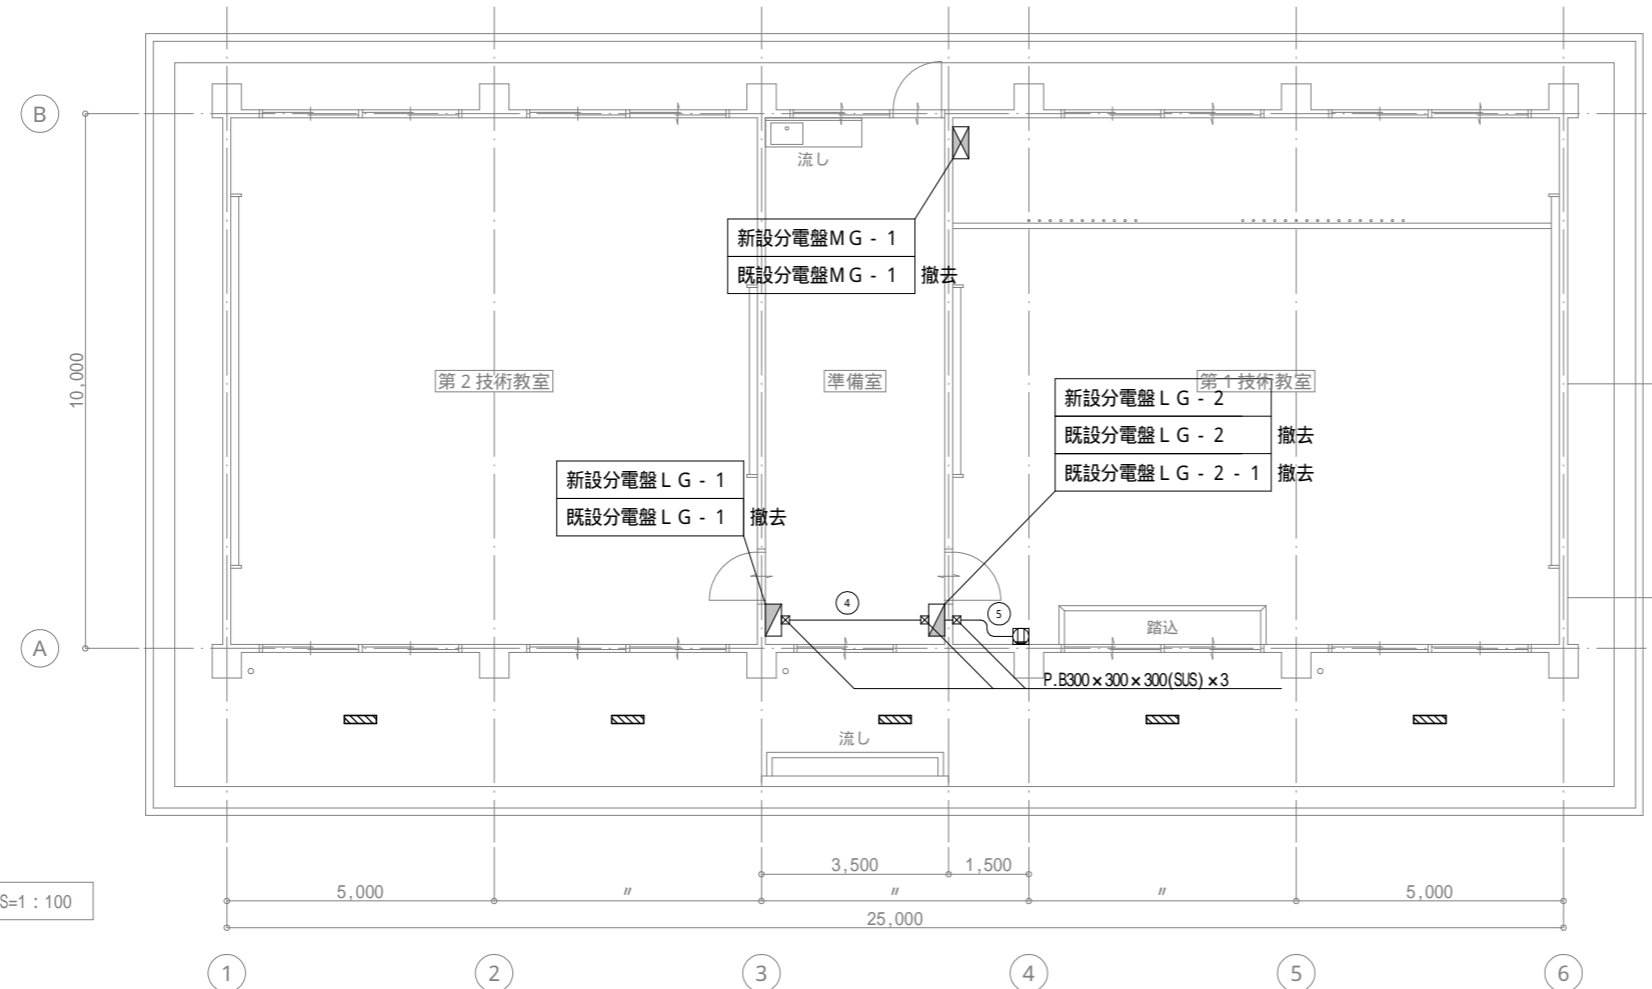 B
流し
新設分電盤ＭＧ-１
既設分電盤ＭＧ-１ 撤去
10,000
第２技術教室
準備室
第１技術教室
新設分電盤ＬＧ-２
既設分電盤ＬＧ-２ 撤去
既設分電盤ＬＧ-２-１ 撤去
新設分電盤ＬＧ-１
既設分電盤ＬＧ-１ 撤去
4
5
踏込
A
P.B300×300×300(SUS)×3
流し
3,500 1,500
5,000 〃 〃 〃 5,000
S=1：100
25,000
1 2 3 4 5 6